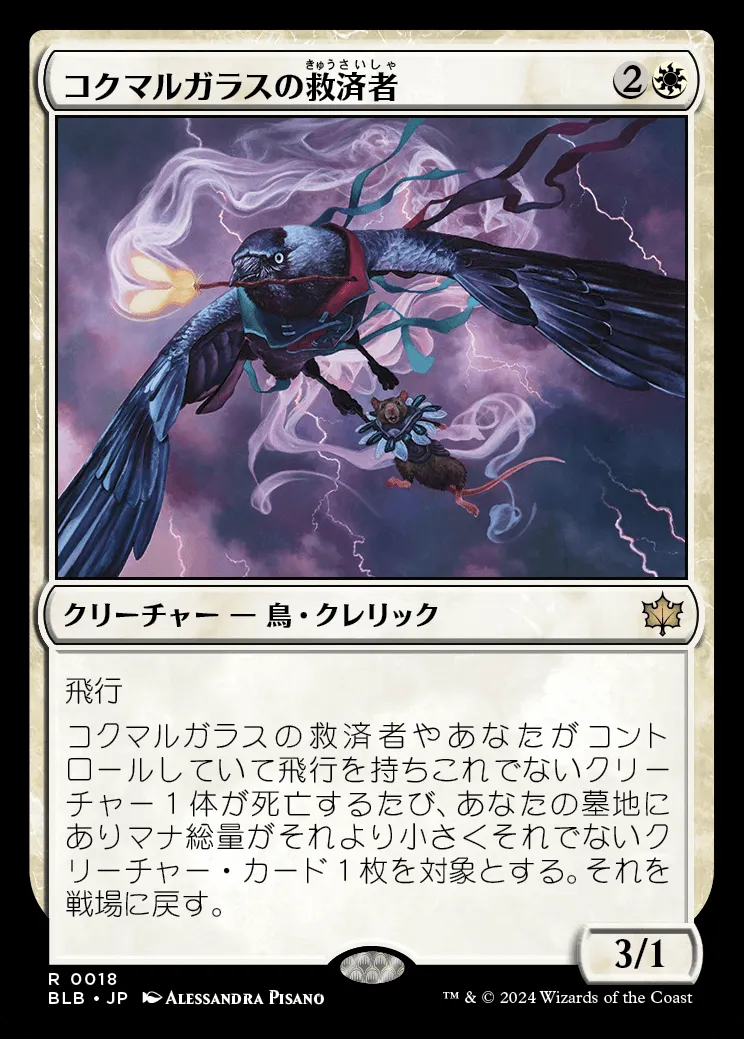 きゅうさいしゃ
コクマルガラスの救済者 2
クリーチャー — 鳥・クレリック
飛行
コクマルガラスの救済者やあなたがコント
ロールしていて飛行を持ちこれでないクリー
チャー1体が死亡するたび、あなたの墓地に
ありマナ総量がそれより小さくそれでないク
リーチャー・カード1枚を対象とする。それを
戦場に戻す。
3/1
R 0018
BLB • JP Alessandra Pisano
™ & © 2024 Wizards of the Coast